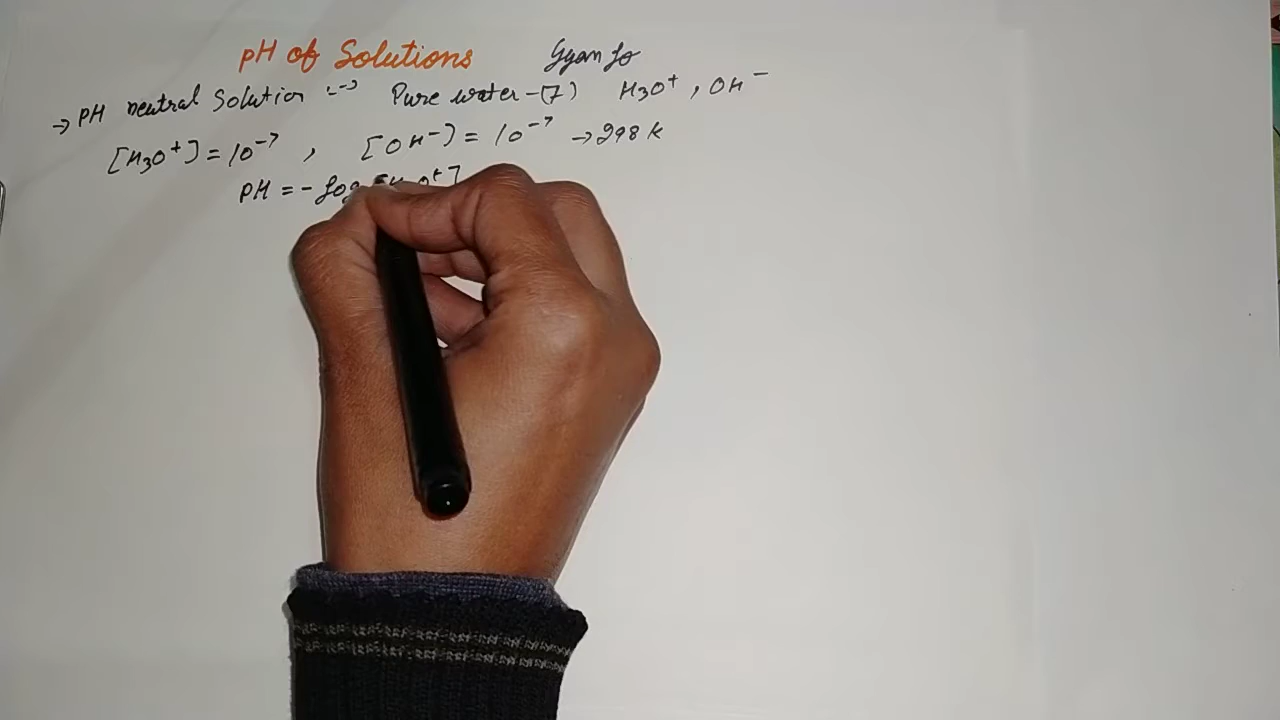 pH of Solutions Gyan Jo
→ PH neutral Solution :-> Pure water - (7) H3O+ , OH-
[H3O+] = 10-7 , [OH-] = 10-7 → 298 k
PH = - log